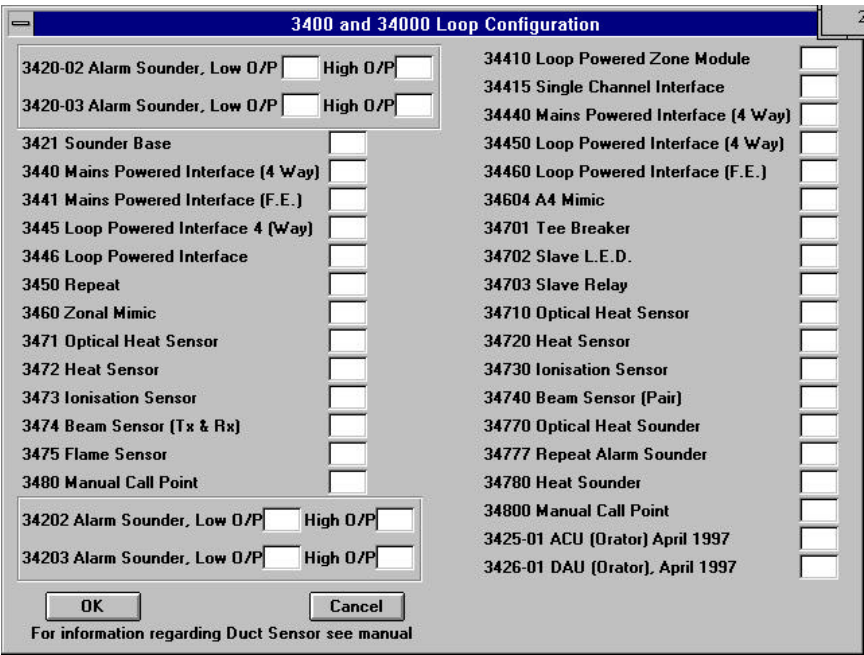 3400 and 34000 Loop Configuration
2
3420-02 Alarm Sounder, Low O/P High O/P
3420-03 Alarm Sounder, Low O/P High O/P
3421 Sounder Base
3440 Mains Powered Interface (4 Way)
3441 Mains Powered Interface (F.E.)
3445 Loop Powered Interface 4 (Way)
3446 Loop Powered Interface
3450 Repeat
3460 Zonal Mimic
3471 Optical Heat Sensor
3472 Heat Sensor
3473 Ionisation Sensor
3474 Beam Sensor (Tx & Rx)
3475 Flame Sensor
3480 Manual Call Point
34202 Alarm Sounder, Low O/P High O/P
34203 Alarm Sounder, Low O/P High O/P
34410 Loop Powered Zone Module
34415 Single Channel Interface
34440 Mains Powered Interface (4 Way)
34450 Loop Powered Interface (4 Way)
34460 Loop Powered Interface (F.E.)
34604 A4 Mimic
34701 Tee Breaker
34702 Slave L.E.D.
34703 Slave Relay
34710 Optical Heat Sensor
34720 Heat Sensor
34730 Ionisation Sensor
34740 Beam Sensor (Pair)
34770 Optical Heat Sounder
34777 Repeat Alarm Sounder
34780 Heat Sounder
34800 Manual Call Point
3425-01 ACU (Orator) April 1997
3426-01 DAU (Orator), April 1997
OK Cancel
For information regarding Duct Sensor see manual